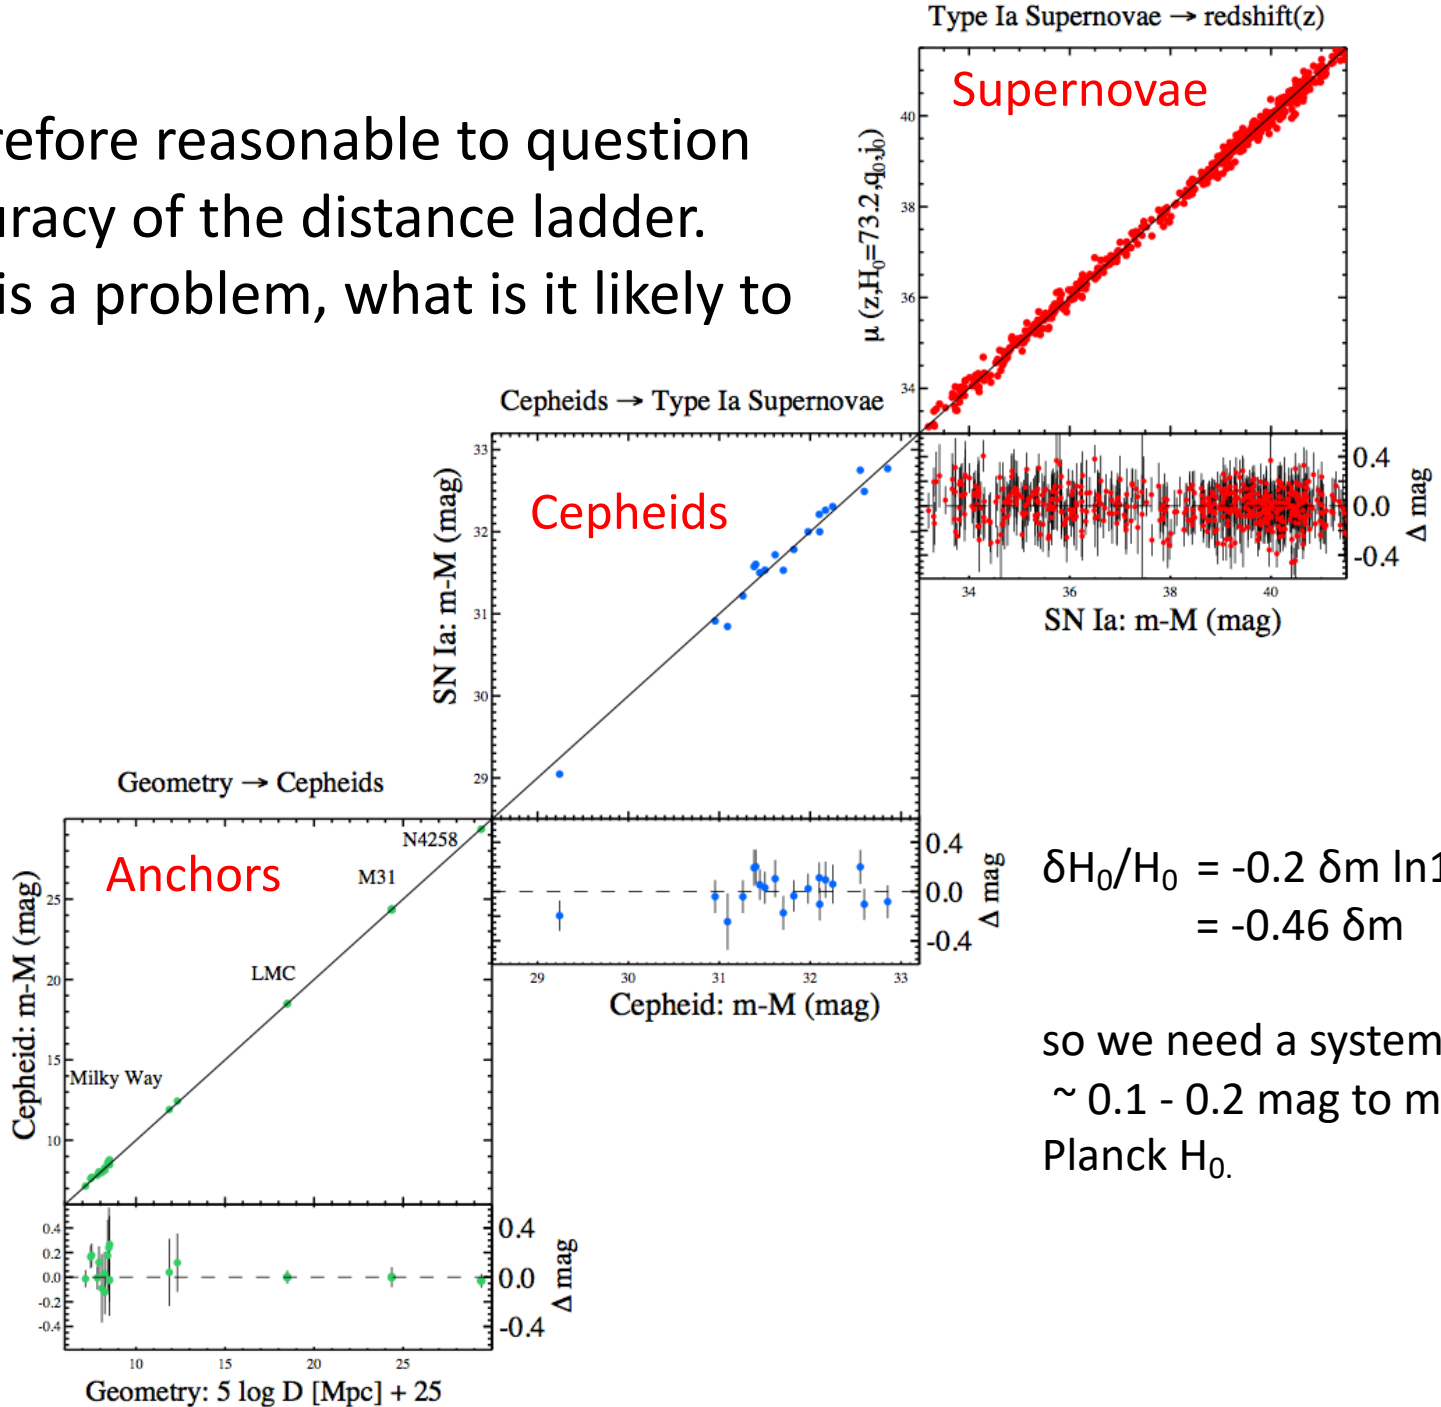 Type Ia Supernovae → redshift(z)
Supernovae
refore reasonable to question
uracy of the distance ladder.
is a problem, what is it likely to
μ (z,H₀=73.2,q₀,j₀)
40
38
36
34
0.4
0.0
-0.4
Δ mag
34 36 38 40
SN Ia: m-M (mag)
Cepheids → Type Ia Supernovae
Cepheids
SN Ia: m-M (mag)
33
32
31
30
29
0.4
0.0
-0.4
Δ mag
29 30 31 32 33
Cepheid: m-M (mag)
Geometry → Cepheids
Anchors
N4258
M31
LMC
Milky Way
Cepheid: m-M (mag)
25
20
15
10
0.4
0.2
0.0
-0.2
-0.4
0.4
0.0
-0.4
Δ mag
10 15 20 25
Geometry: 5 log D [Mpc] + 25
δH₀/H₀ = -0.2 δm ln1
= -0.46 δm
so we need a system
~ 0.1 - 0.2 mag to m
Planck H₀.